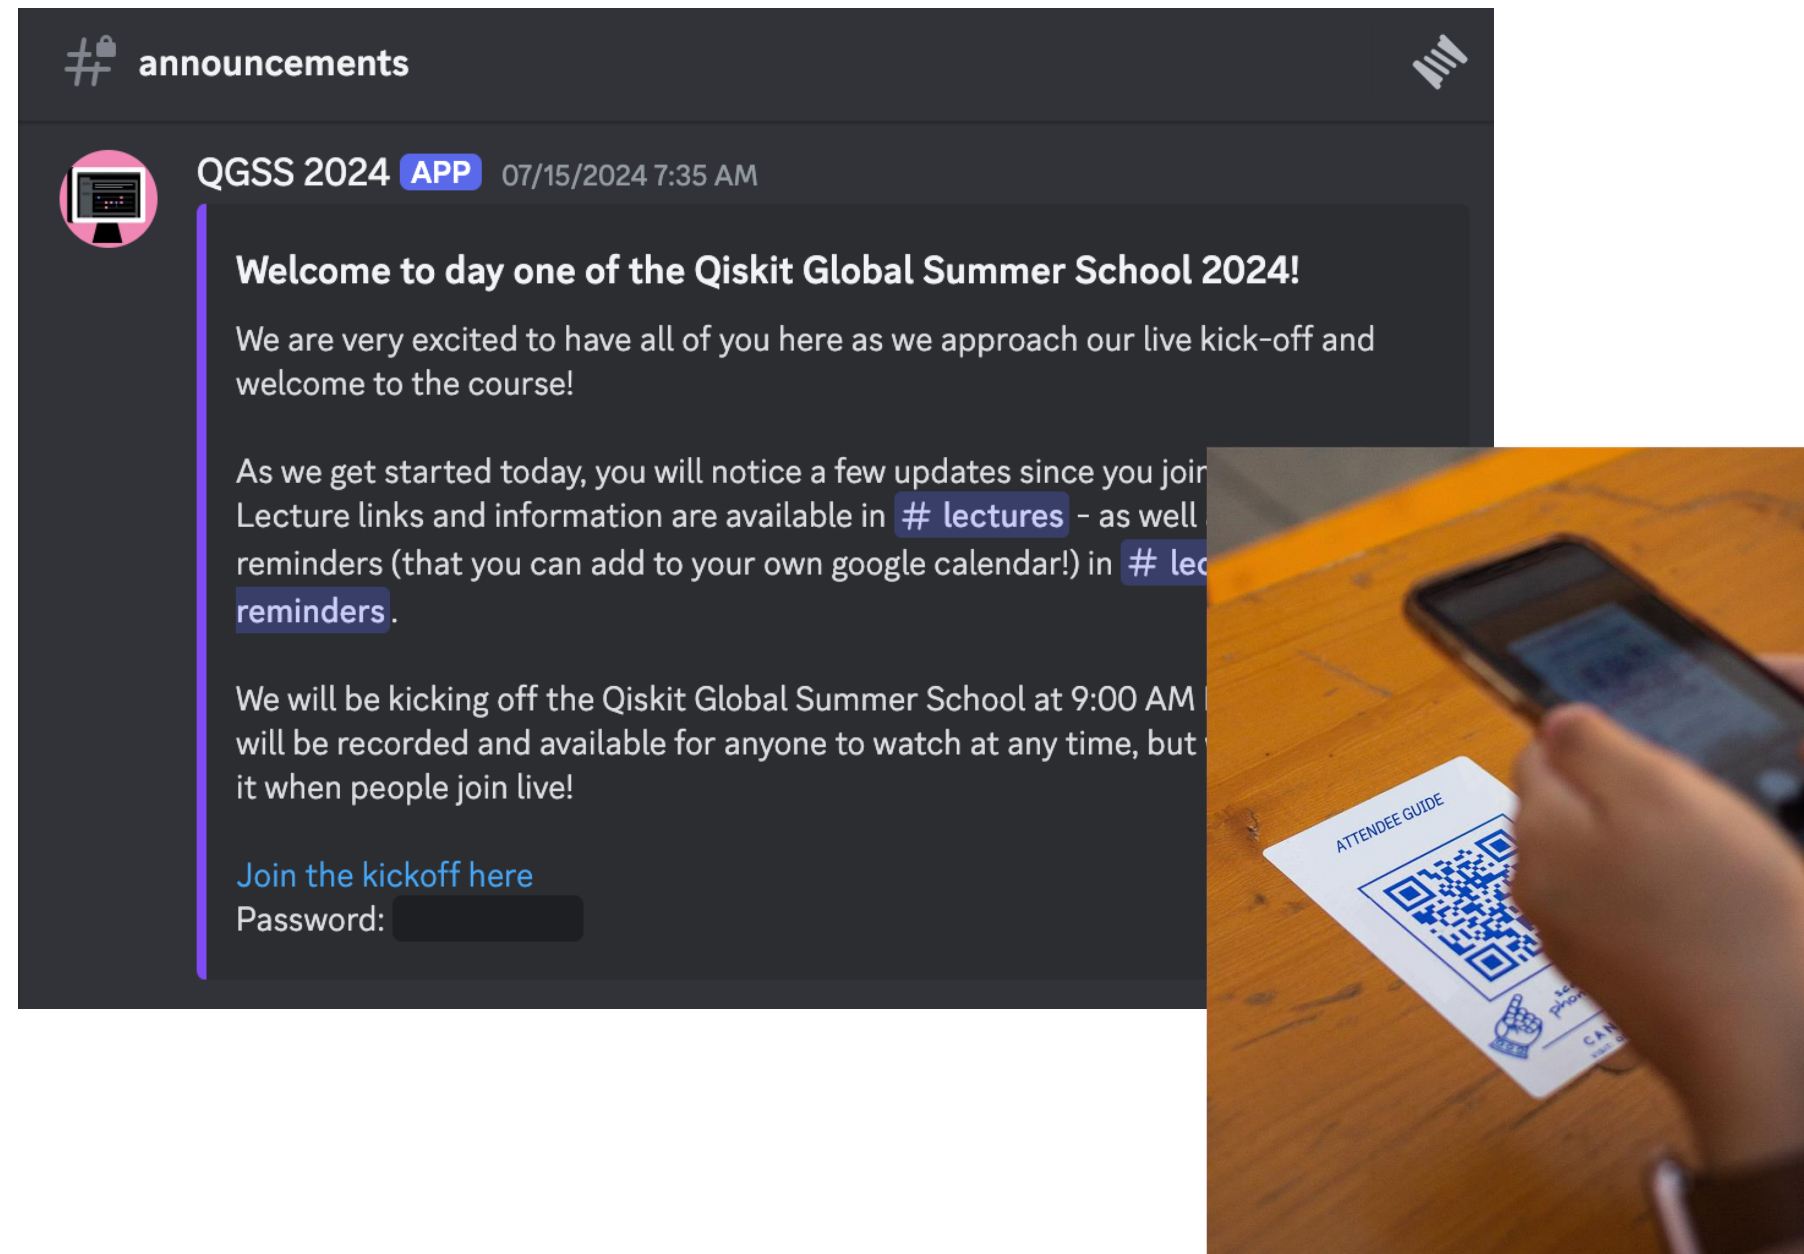 announcements
QGSS 2024 APP 07/15/2024 7:35 AM
Welcome to day one of the Qiskit Global Summer School 2024!
We are very excited to have all of you here as we approach our live kick-off and
welcome to the course!
As we get started today, you will notice a few updates since you
Lecture links and information are available in # lectures - as well
reminders (that you can add to your own google calendar!) in #
reminders.
We will be kicking off the Qiskit Global Summer School at 9:00 AM
will be recorded and available for anyone to watch at any time, but
it when people join live!
Join the kickoff here
Password:
ATTENDEE GUIDE